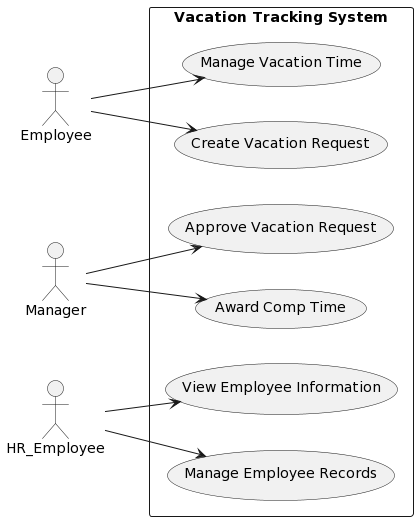 Vacation Tracking System
Manage Vacation Time
Employee
Create Vacation Request
Approve Vacation Request
Manager
Award Comp Time
View Employee Information
HR_Employee
Manage Employee Records